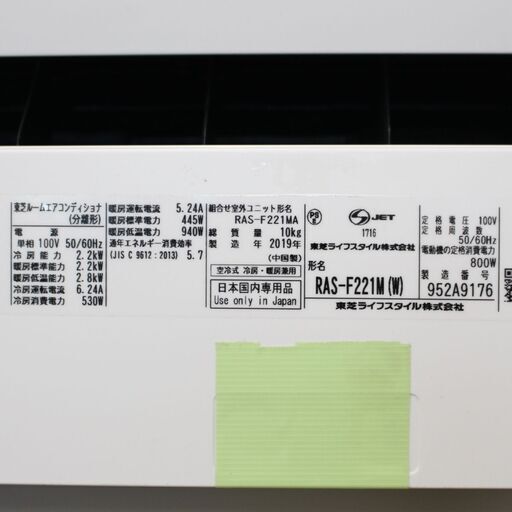 東芝ルームエアコンディショナ
(分離形)
電源
単相 100V 50/60Hz
冷房能力 2.2kW
暖房標準能力 2.2kW
暖房低温能力 2.8kW
冷房運転電流 6.24A
冷房消費電力 530W
暖房運転電流 5.24A
暖房標準電力 445W
暖房低温電力 940W
通年エネルギー消費効率
(JIS C 9612 : 2013) 5.7
組合せ室外ユニット形名
RAS-F221MA
総質量 10kg
製造年 2019年
(中国製)
空冷式 冷房・暖房兼用
日本国内専用品
Use only in Japan
PS
E
JET
1716
東芝ライフスタイル株式会社
形名
RAS-F221M(W)
定格電圧 100V
定格周波数
50/60Hz
電動機の定格消費電力
800W
製造番号
952A9176
東芝ライフスタイル株式会社